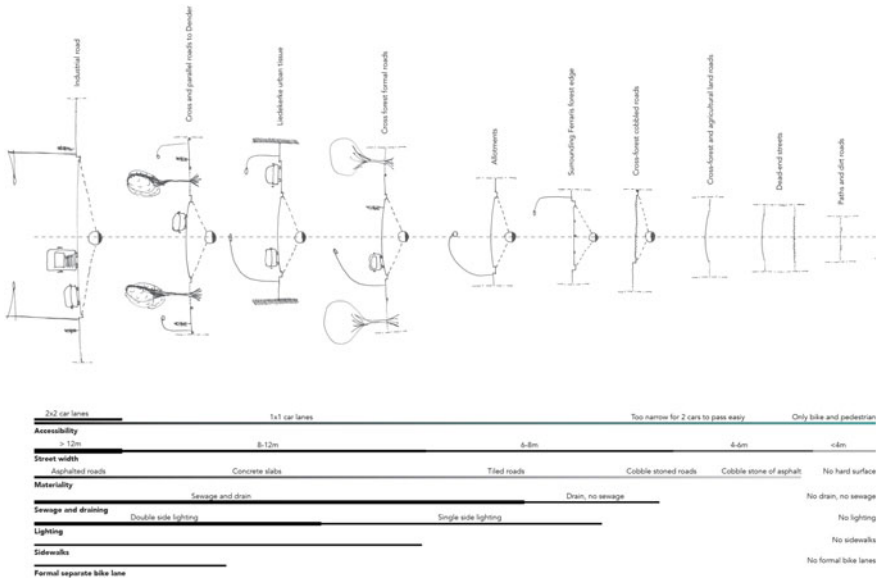 Industrial road
Cross and parallel roads to Dender
Liedekerke urban tissue
Cross forest formal roads
Allotments
Surrounding Ferraris forest edge
Cross-forest cobbled roads
Cross-forest and agricultural land roads
Dead-end streets
Paths and dirt roads
2x2 car lanes 1x1 car lanes Too narrow for 2 cars to pass easiy Only bike and pedestrian
Accessibility
> 12m 8-12m 6-8m 4-6m <4m
Street width
Asphalted roads Concrete slabs Tiled roads Cobble stoned roads Cobble stone of asphalt No hard surface
Materiality
Sewage and drain Drain, no sewage No drain, no sewage
Sewage and draining
Double side lighting Single side lighting No lighting
Lighting
No sidewalks
Sidewalks
No formal bike lanes
Formal separate bike lane